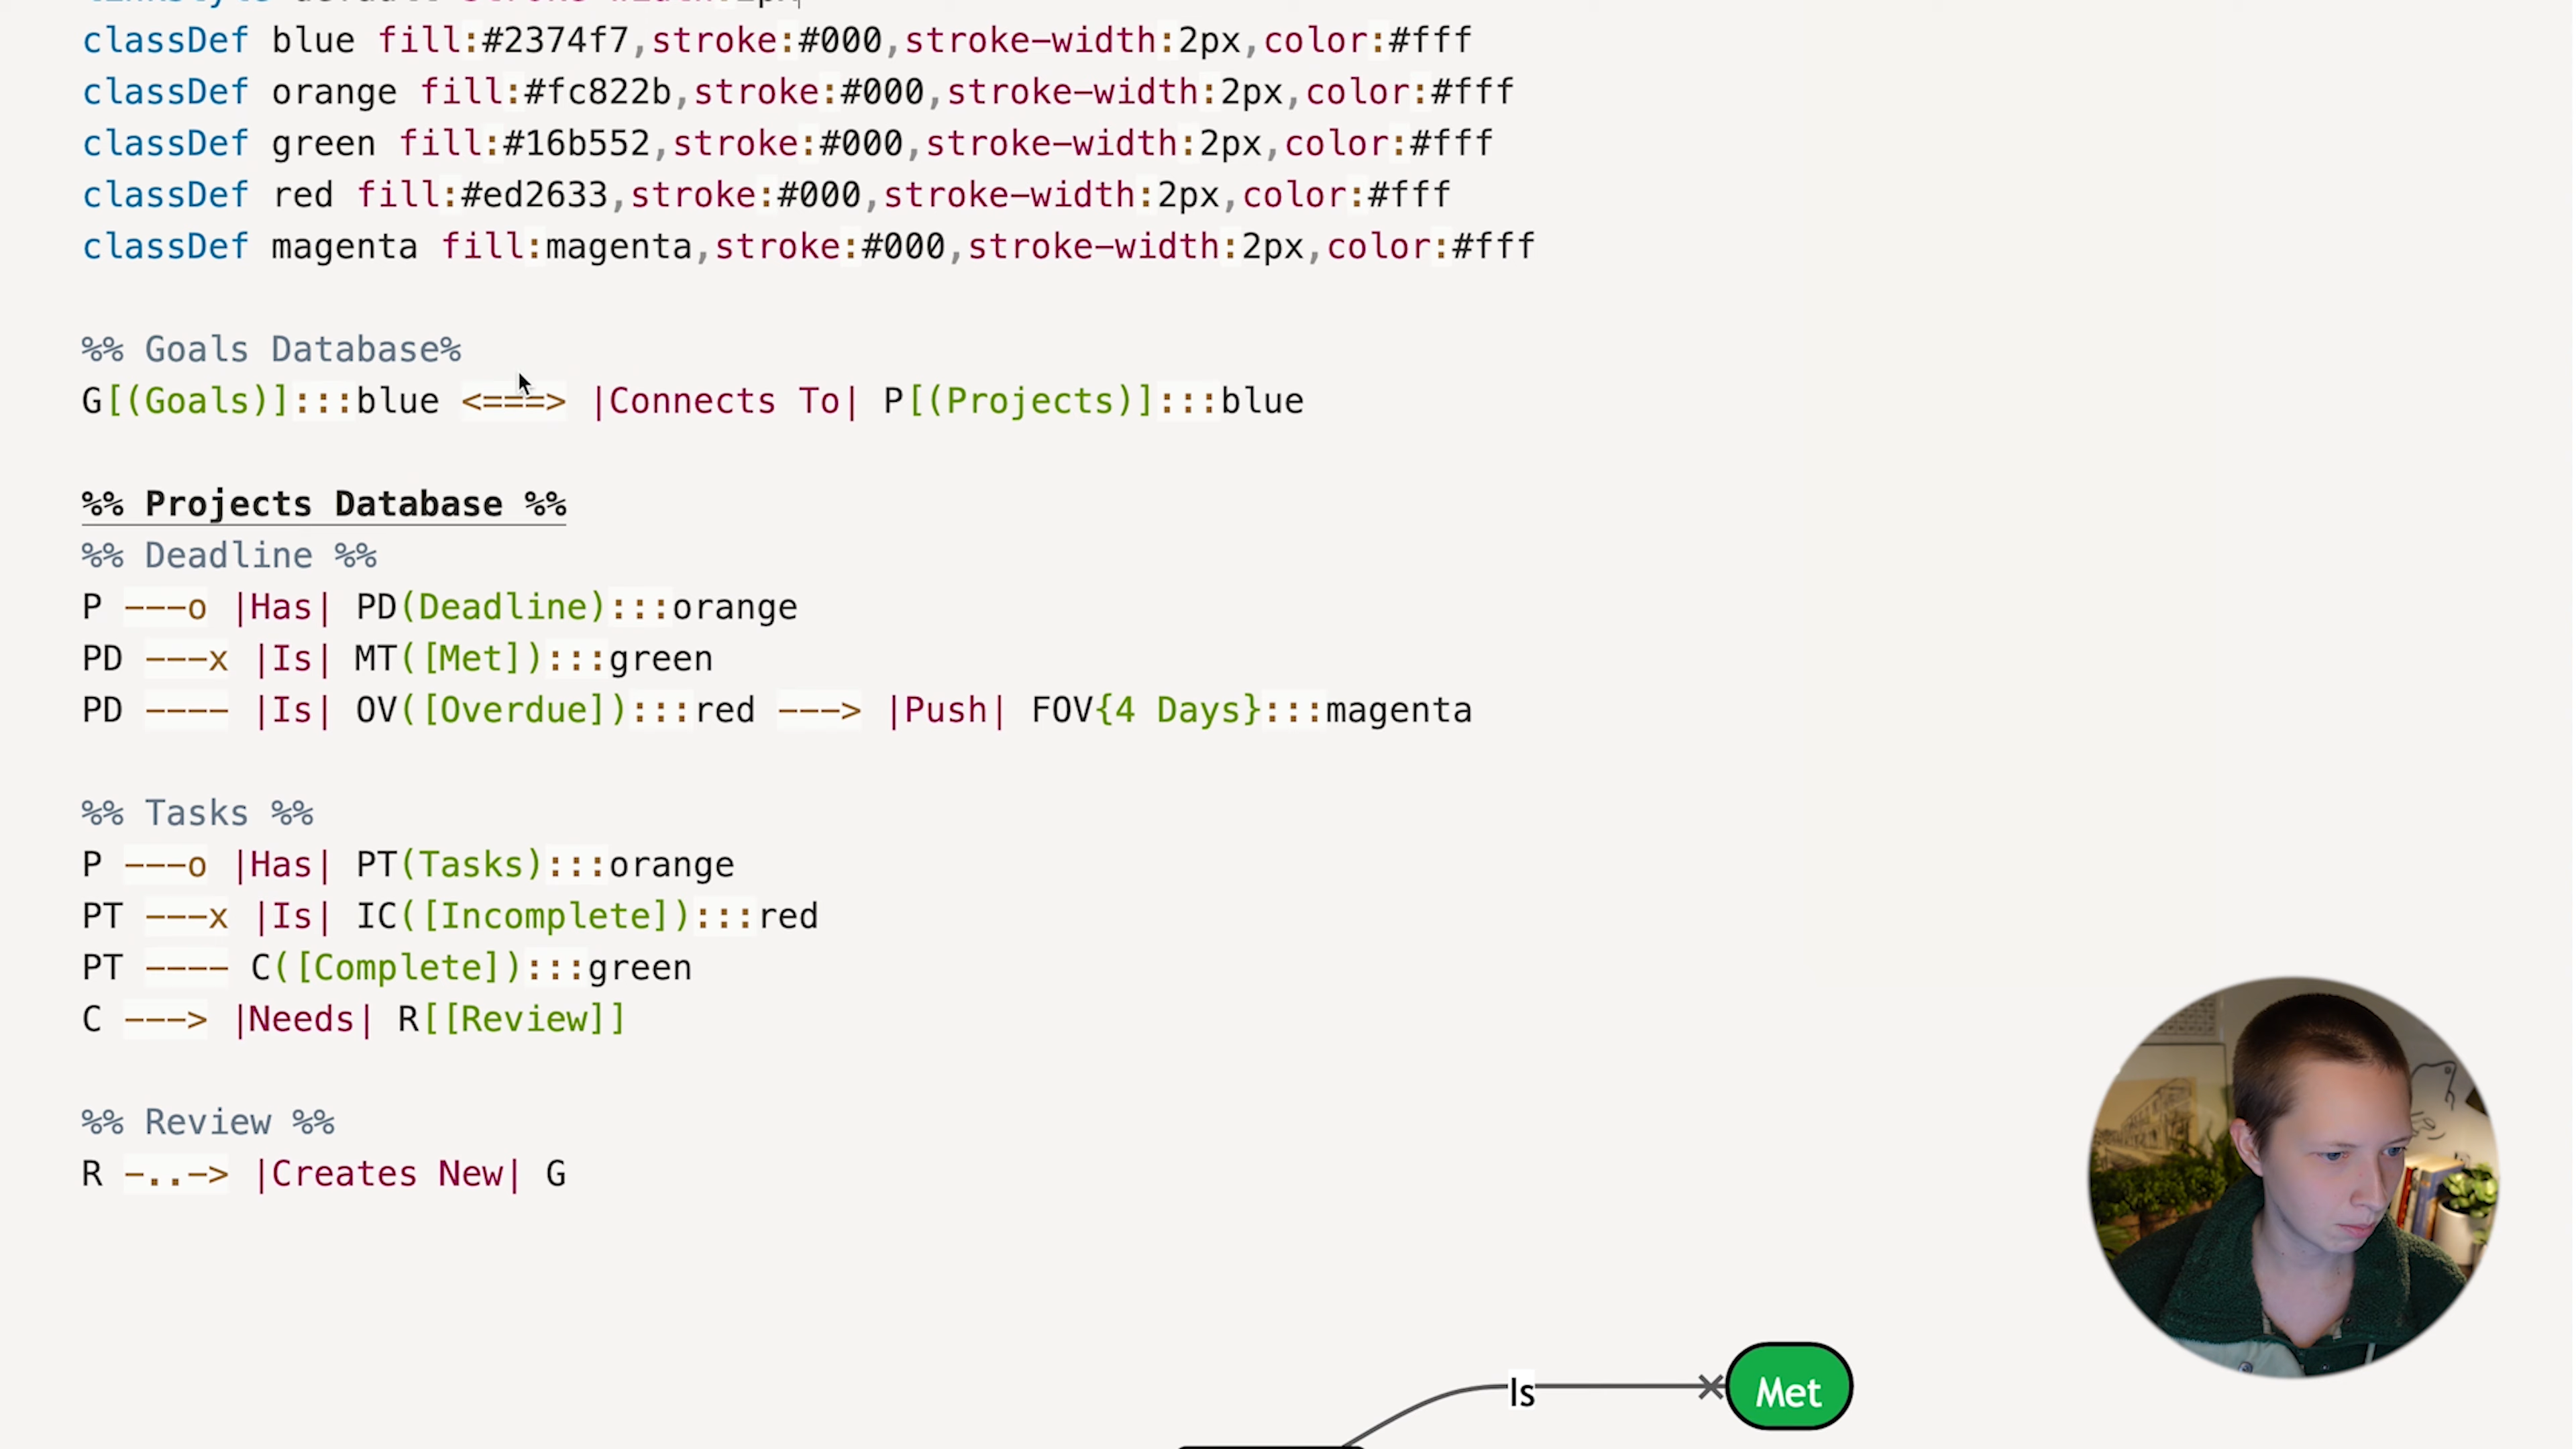 classDef blue fill:#2374f7,stroke:#000,stroke-width:2px,color:#fff
classDef orange fill:#fc822b,stroke:#000,stroke-width:2px,color:#fff
classDef green fill:#16b552,stroke:#000,stroke-width:2px,color:#fff
classDef red fill:#ed2633,stroke:#000,stroke-width:2px,color:#fff
classDef magenta fill:magenta,stroke:#000,stroke-width:2px,color:#fff
%% Goals Database%
G[(Goals)]:::blue <===> |Connects To| P[(Projects)]:::blue
%% Projects Database %%
%% Deadline %%
P ---o |Has| PD(Deadline):::orange
PD ---x |Is| MT([Met]):::green
PD ---- |Is| OV([Overdue]):::red ---> |Push| FOV{4 Days}:::magenta
%% Tasks %%
P ---o |Has| PT(Tasks):::orange
PT ---x |Is| IC([Incomplete]):::red
PT ---- C([Complete]):::green
C ---> |Needs| R[[Review]]
%% Review %%
R -..-> |Creates New| G
Is
Met